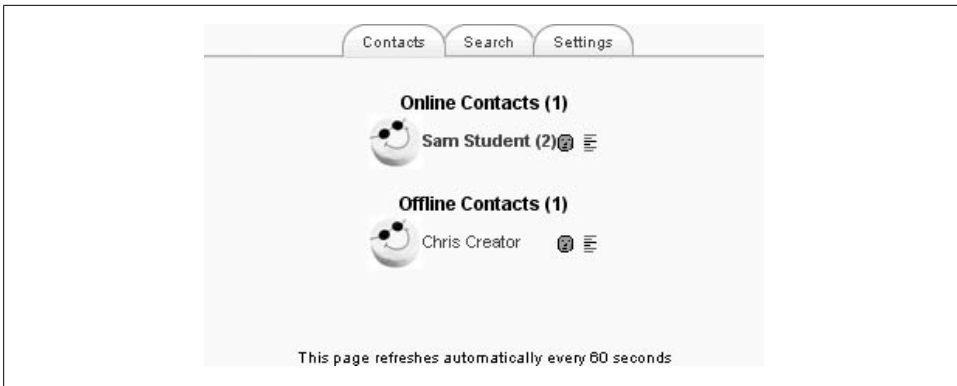 Contacts Search Settings
Online Contacts (1)
Sam Student (2)
Offline Contacts (1)
Chris Creator
This page refreshes automatically every 60 seconds